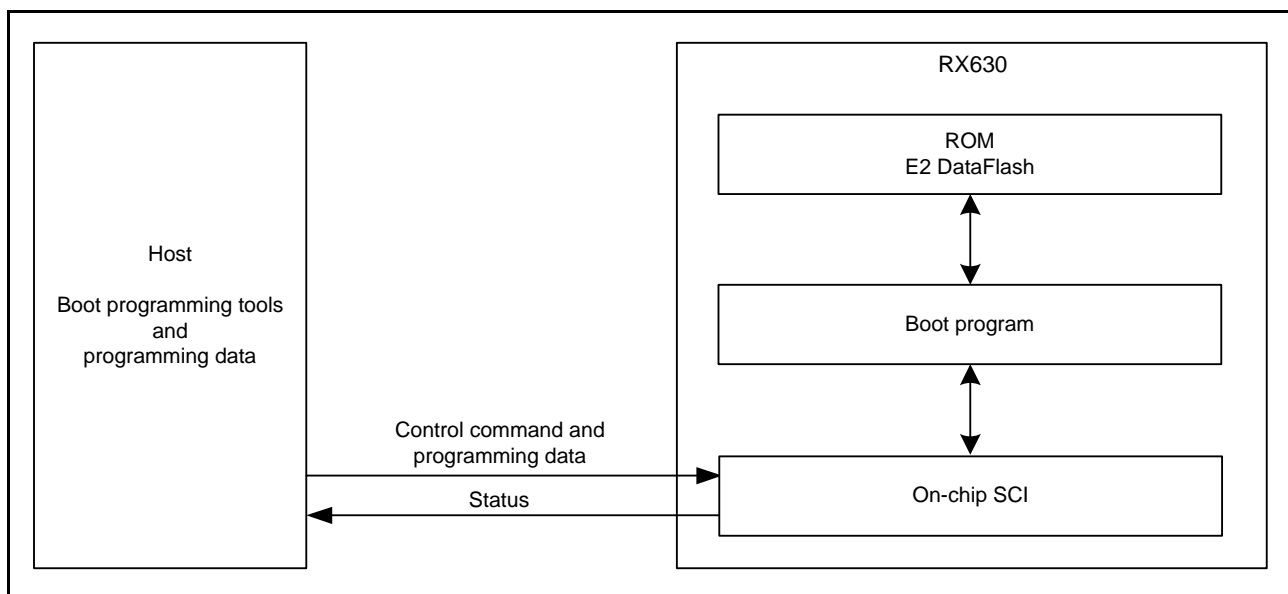 Host
Boot programming tools
and
programming data
Control command and
programming data
Status
RX630
ROM
E2 DataFlash
Boot program
On-chip SCI